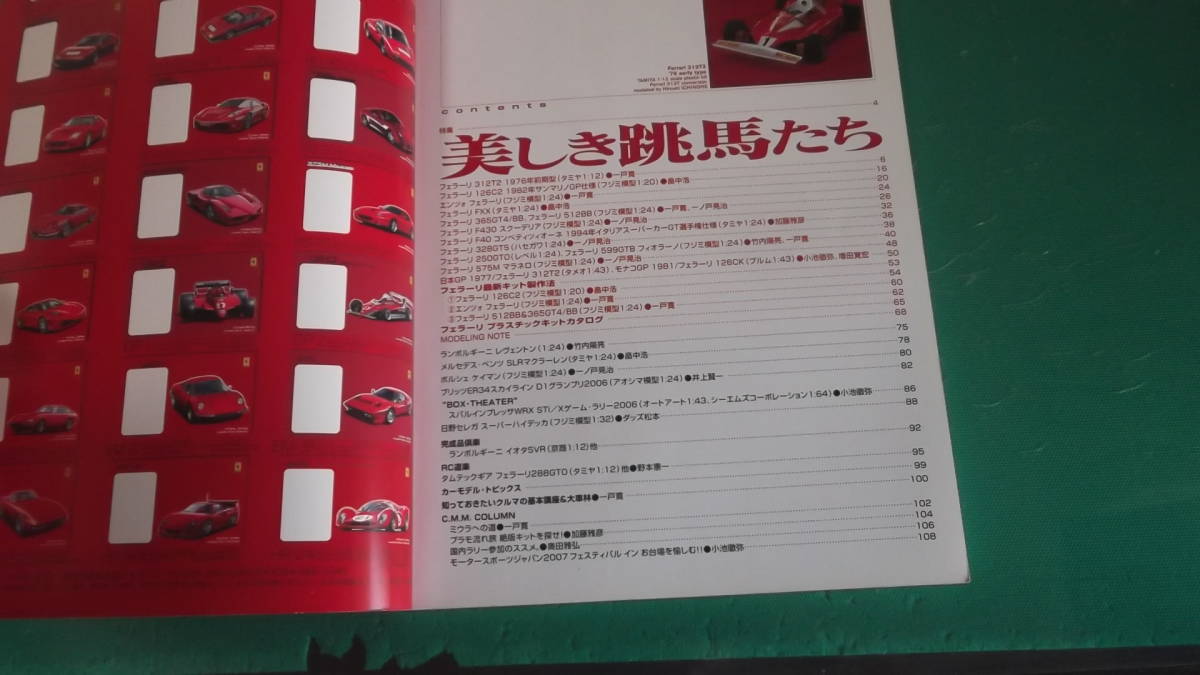 Ferrari 312T2
'76 early type
TAMIYA 1:12 scale plastic kit
Ferrari 312T conversion
modeled by Hiroshi ICHINOHE
contents
4
特集
美しき跳馬たち
6
フェラーリ 312T2 1976年前期型(タミヤ1:12)●一戸寛
16
フェラーリ 126C2 1982年サンマリノGP仕様(フジミ模型1:20)●畠中浩
20
エンツォ フェラーリ(フジミ模型1:24)●一戸寛
24
フェラーリ FXX(タミヤ1:24)●畠中浩
28
フェラーリ 365GT4/BB、フェラーリ 512BB(フジミ模型1:24)●一戸寛、一ノ戸晃治
32
フェラーリ F430 スクーデリア(フジミ模型1:24)●一ノ戸晃治
36
フェラーリ F40 コンペティツィオーネ 1994年イタリアスーパーカーGT選手権仕様(タミヤ1:24)●加藤雅彦
38
フェラーリ 328GTS(ハセガワ1:24)●一ノ戸晃治
40
フェラーリ 250GTO(レベル1:24)、フェラーリ 599GTB フィオラーノ(フジミ模型1:24)●竹内陽亮、一戸寛
48
フェラーリ 575M マラネロ(フジミ模型1:24)●一ノ戸晃治
50
日本GP 1977/フェラーリ 312T2(タメオ1:43)、モナコGP 1981/フェラーリ 126CK(ブルム1:43)●小池徹弥、増田賢宏
53
フェラーリ最新キット製作法
54
①フェラーリ 126C2(フジミ模型1:20)●畠中浩
60
②エンツォ フェラーリ(フジミ模型1:24)●一戸寛
62
③フェラーリ 512BB&365GT4/BB(フジミ模型1:24)●一戸寛
65
フェラーリ プラスチックキットカタログ
68
MODELING NOTE
75
ランボルギーニ レヴェントン(1:24)●竹内陽亮
78
メルセデス・ベンツ SLRマクラーレン(タミヤ1:24)●畠中浩
80
ポルシェ ケイマン(フジミ模型1:24)●一ノ戸晃治
82
ブリッツER34スカイライン D1グランプリ2006(アオシマ模型1:24)●井上賢一
"BOX-THEATER"
86
スバルインプレッサWRX STi/Xゲーム・ラリー2006(オートアート1:43、シーエムズコーポレーション1:64)●小池徹弥
88
日野セレガ スーパーハイデッカ(フジミ模型1:32)●ダッズ松本
完成品倶楽
92
ランボルギーニ イオタSVR(京商1:12)他
RC道楽
95
タムテックギア フェラーリ288GTO(タミヤ1:12)他●野本憲一
99
カーモデル・トピックス
100
知っておきたいクルマの基本講座&大車林●一戸寛
C.M.M. COLUMN
102
ミウラへの道●一戸寛
104
プラモ流れ旅 絶版キットを探せ!●加藤雅彦
106
国内ラリー参加のススメ。●奥田雅弘
108
モータースポーツジャパン2007 フェスティバル イン お台場を愉しむ!!●小池徹弥